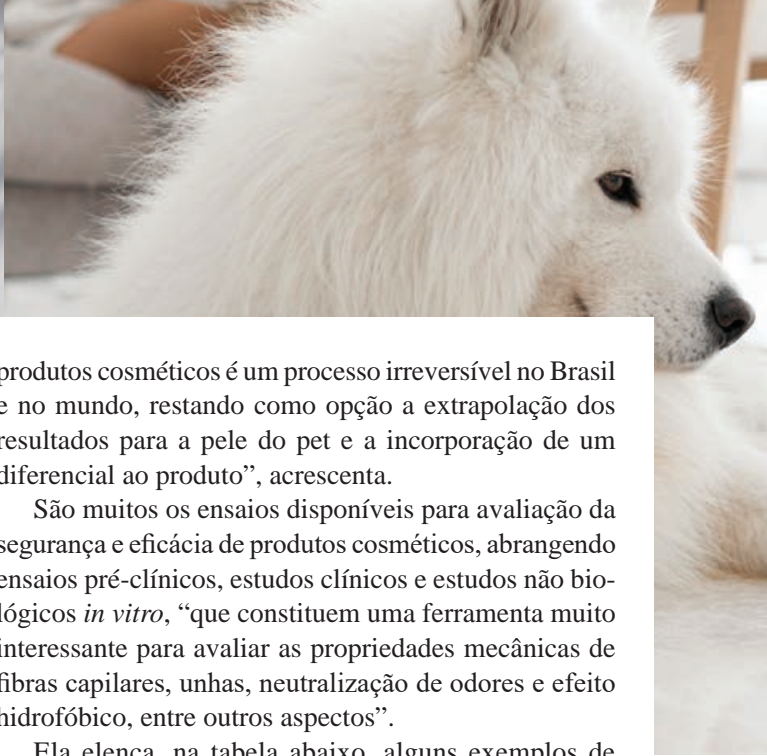 produtos cosméticos é um processo irreversível no Brasil
e no mundo, restando como opção a extrapolação dos
resultados para a pele do pet e a incorporação de um
diferencial ao produto”, acrescenta.
São muitos os ensaios disponíveis para avaliação da
segurança e eficácia de produtos cosméticos, abrangendo
ensaios pré-clínicos, estudos clínicos e estudos não bio-
lógicos in vitro, “que constituem uma ferramenta muito
interessante para avaliar as propriedades mecânicas de
fibras capilares, unhas, neutralização de odores e efeito
hidrofóbico, entre outros aspectos”.
Ela elenca, na tabela abaixo, alguns exemplos de